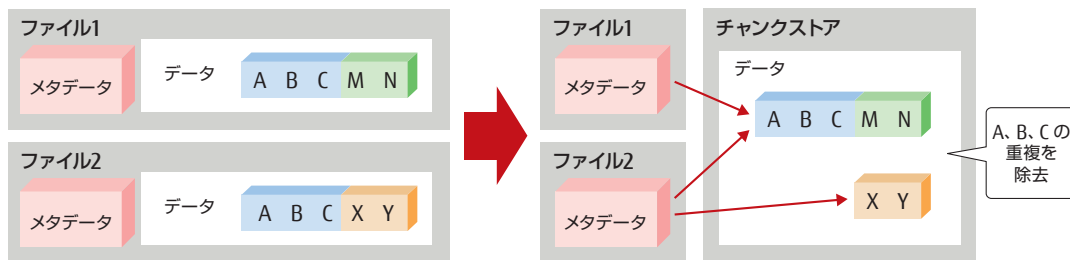 ファイル1
メタデータ
データ
A B C M N
ファイル2
メタデータ
データ
A B C X Y
ファイル1
メタデータ
ファイル2
メタデータ
チャンクストア
データ
A B C M N
X Y
A、B、Cの
重複を
除去